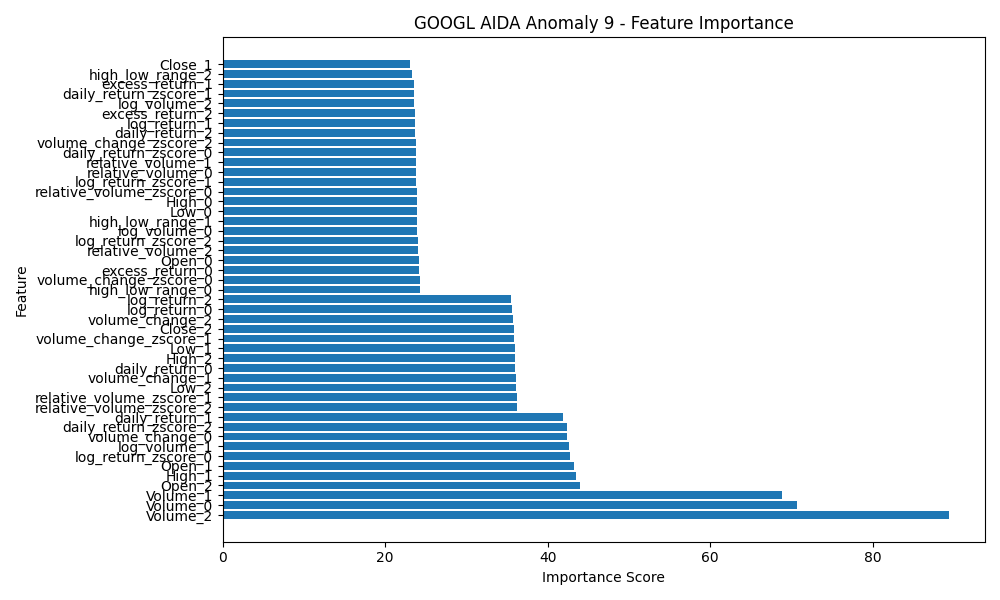 GOOGL AIDA Anomaly 9 - Feature Importance
Close_1
high_low_range_2
excess_return_1
daily_return_zscore_1
log_volume_2
excess_return_2
log_return_1
daily_return_2
volume_change_zscore_2
daily_return_zscore_0
relative_volume_1
relative_volume_0
log_return_zscore_1
relative_volume_zscore_0
High_0
Low_0
high_low_range_1
log_volume_0
log_return_zscore_2
relative_volume_2
Open_0
excess_return_0
volume_change_zscore_0
high_low_range_0
log_return_2
log_return_0
volume_change_2
Close_2
volume_change_zscore_1
Low_1
High_2
daily_return_0
volume_change_1
Low_2
relative_volume_zscore_1
relative_volume_zscore_2
daily_return_1
daily_return_zscore_2
volume_change_0
log_volume_1
log_return_zscore_0
Open_1
High_1
Open_2
Volume_1
Volume_0
Volume_2
Feature
0 20 40 60 80
Importance Score